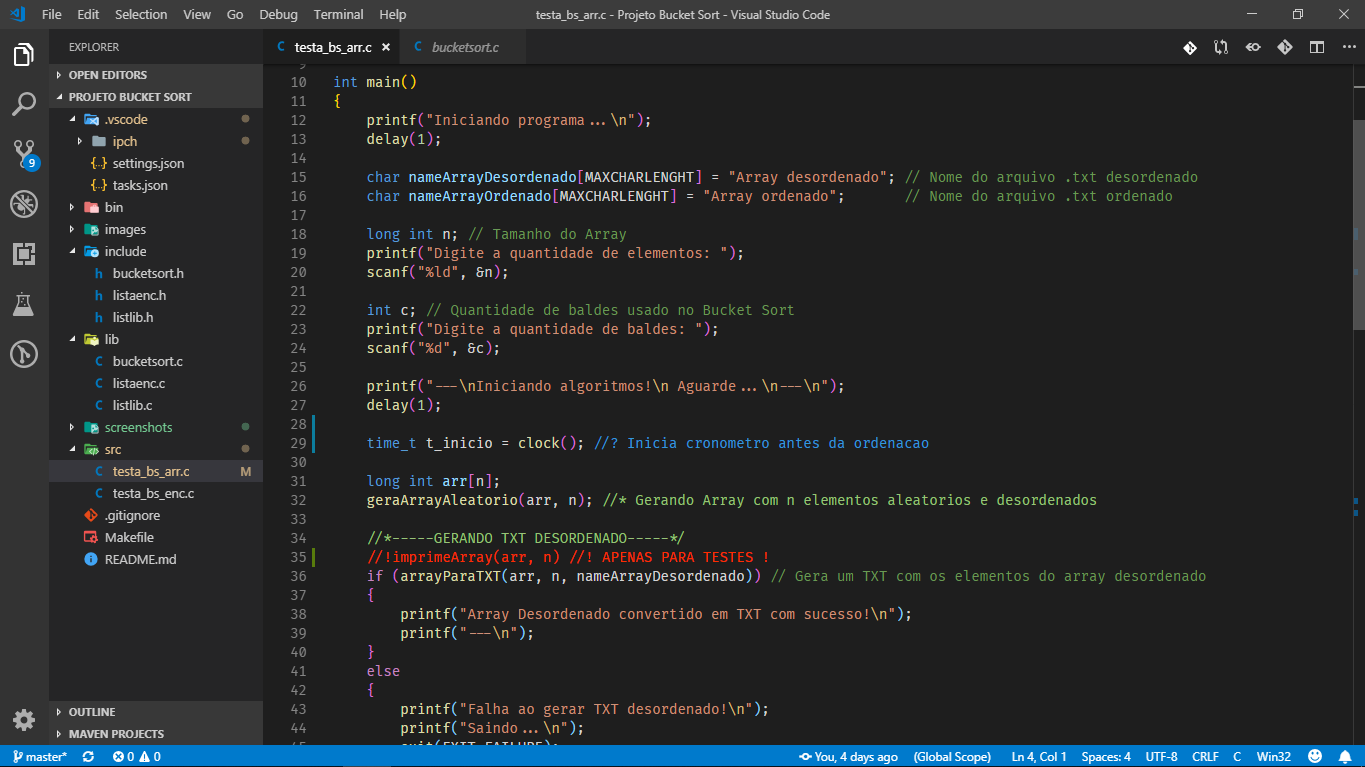 File Edit Selection View Go Debug Terminal Help
testa_bs_arr.c - Projeto Bucket Sort - Visual Studio Code
EXPLORER
OPEN EDITORS
PROJETO BUCKET SORT
.vscode
ipch
{..} settings.json
{..} tasks.json
bin
images
include
h bucketsort.h
h listaenc.h
h listlib.h
lib
C bucketsort.c
C listaenc.c
C listlib.c
screenshots
src
C testa_bs_arr.c M
C testa_bs_enc.c
.gitignore
Makefile
README.md
OUTLINE
MAVEN PROJECTS
9
C testa_bs_arr.c × C bucketsort.c
9
10 int main()
11 {
12 printf("Iniciando programa...\n");
13 delay(1);
14
15 char nameArrayDesordenado[MAXCHARLENGHT] = "Array desordenado"; // Nome do arquivo .txt desordenado
16 char nameArrayOrdenado[MAXCHARLENGHT] = "Array ordenado"; // Nome do arquivo .txt ordenado
17
18 long int n; // Tamanho do Array
19 printf("Digite a quantidade de elementos: ");
20 scanf("%ld", &n);
21
22 int c; // Quantidade de baldes usado no Bucket Sort
23 printf("Digite a quantidade de baldes: ");
24 scanf("%d", &c);
25
26 printf("---\nIniciando algoritmos!\n Aguarde...\n---\n");
27 delay(1);
28
29 time_t t_inicio = clock(); //? Inicia cronometro antes da ordenacao
30
31 long int arr[n];
32 geraArrayAleatorio(arr, n); //* Gerando Array com n elementos aleatorios e desordenados
33
34 //*-----GERANDO TXT DESORDENADO-----*/
35 //!imprimeArray(arr, n) //! APENAS PARA TESTES !
36 if (arrayParaTXT(arr, n, nameArrayDesordenado)) // Gera um TXT com os elementos do array desordenado
37 {
38 printf("Array Desordenado convertido em TXT com sucesso!\n");
39 printf("---\n");
40 }
41 else
42 {
43 printf("Falha ao gerar TXT desordenado!\n");
44 printf("Saindo...\n");
45 exit(EXIT_FAILURE);
master* 0 0 You, 4 days ago (Global Scope) Ln 4, Col 1 Spaces: 4 UTF-8 CRLF C Win32